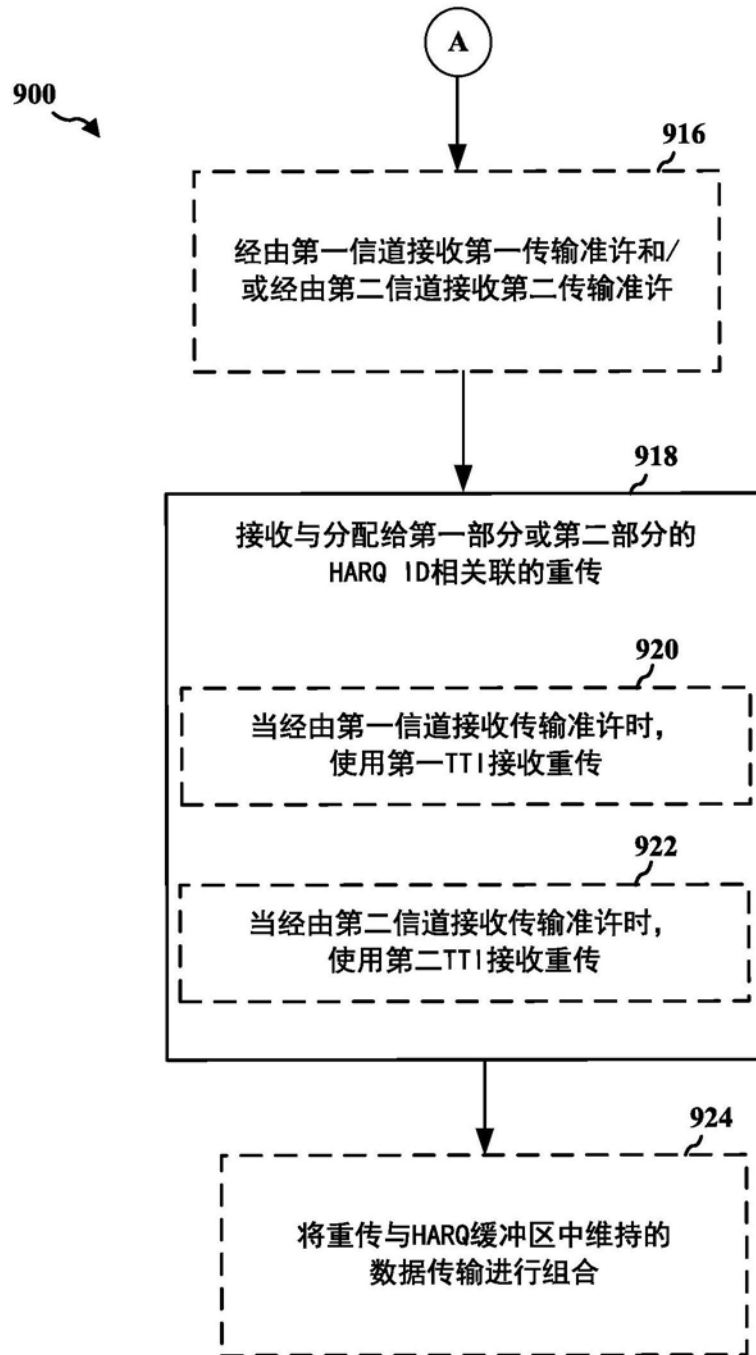 A
900
916
经由第一信道接收第一传输准许和/
或经由第二信道接收第二传输准许
918
接收与分配给第一部分或第二部分的
HARQ ID相关联的重传
920
当经由第一信道接收传输准许时,
使用第一TTI接收重传
922
当经由第二信道接收传输准许时,
使用第二TTI接收重传
924
将重传与HARQ缓冲区中维持的
数据传输进行组合